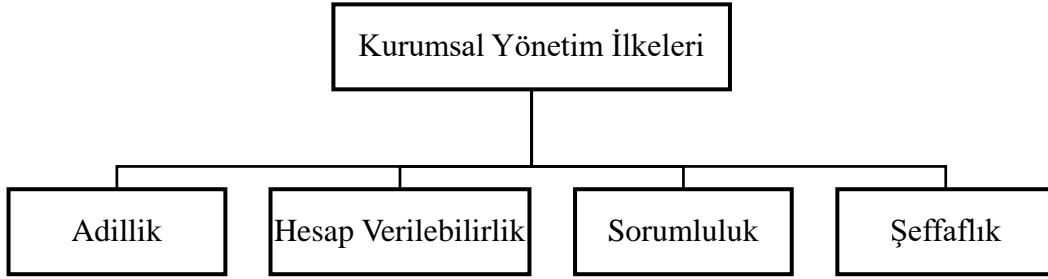 Kurumsal Yönetim İlkeleri
Adillik
Hesap Verilebilirlik
Sorumluluk
Şeffaflık